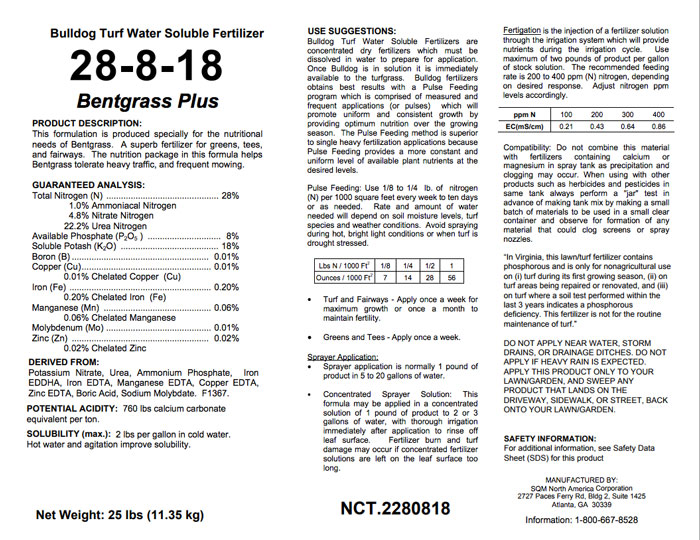 Bulldog Turf Water Soluble Fertilizer
28-8-18
Bentgrass Plus
PRODUCT DESCRIPTION:
This formulation is produced specially for the nutritional
needs of Bentgrass. A superb fertilizer for greens, tees,
and fairways. The nutrition package in this formula helps
Bentgrass tolerate heavy traffic, and frequent mowing.
GUARANTEED ANALYSIS:
Total Nitrogen (N) ........................................ 28%
1.0% Ammoniacal Nitrogen
4.8% Nitrate Nitrogen
22.2% Urea Nitrogen
Available Phosphate (P₂O₅ ) ......................... 8%
Soluble Potash (K₂O) ................................. 18%
Boron (B)................................................ 0.01%
Copper (Cu)............................................. 0.01%
0.01% Chelated Copper (Cu)
Iron (Fe) ................................................. 0.20%
0.20% Chelated Iron (Fe)
Manganese (Mn) ..................................... 0.06%
0.06% Chelated Manganese
Molybdenum (Mo) ................................... 0.01%
Zinc (Zn) ................................................ 0.02%
0.02% Chelated Zinc
DERIVED FROM:
Potassium Nitrate, Urea, Ammonium Phosphate, Iron
EDDHA, Iron EDTA, Manganese EDTA, Copper EDTA,
Zinc EDTA, Boric Acid, Sodium Molybdate. F1367.
POTENTIAL ACIDITY: 760 lbs calcium carbonate
equivalent per ton.
SOLUBILITY (max.): 2 lbs per gallon in cold water.
Hot water and agitation improve solubility.
Net Weight: 25 lbs (11.35 kg)
USE SUGGESTIONS:
Bulldog Turf Water Soluble Fertilizers are
concentrated dry fertilizers which must be
dissolved in water to prepare for application.
Once Bulldog is in solution it is immediately
available to the turfgrass. Bulldog fertilizers
obtains best results with a Pulse Feeding
program which is comprised of measured and
frequent applications (or pulses) which will
promote uniform and consistent growth by
providing optimum nutrition over the growing
season. The Pulse Feeding method is superior
to single heavy fertilization applications because
Pulse Feeding provides a more constant and
uniform level of available plant nutrients at the
desired levels.
Pulse Feeding: Use 1/8 to 1/4 lb. of nitrogen
(N) per 1000 square feet every week to ten days
or as needed. Rate and amount of water
needed will depend on soil moisture levels, turf
species and weather conditions. Avoid spraying
during hot, bright light conditions or when turf is
drought stressed.
Lbs N / 1000 Ft² 1/8 1/4 1/2 1
Ounces / 1000 Ft² 7 14 28 56
• Turf and Fairways - Apply once a week for
maximum growth or once a month to
maintain fertility.
• Greens and Tees - Apply once a week.
Sprayer Application:
• Sprayer application is normally 1 pound of
product in 5 to 20 gallons of water.
• Concentrated Sprayer Solution: This
formula may be applied in a concentrated
solution of 1 pound of product to 2 or 3
gallons of water, with thorough irrigation
immediately after application to rinse off
leaf surface. Fertilizer burn and turf
damage may occur if concentrated fertilizer
solutions are left on the leaf surface too
long.
NCT.2280818
Fertigation is the injection of a fertilizer solution
through the irrigation system which will provide
nutrients during the irrigation cycle. Use
maximum of two pounds of product per gallon
of stock solution. The recommended feeding
rate is 200 to 400 ppm (N) nitrogen, depending
on desired response. Adjust nitrogen ppm
levels accordingly.
ppm N 100 200 300 400
EC(mS/cm) 0.21 0.43 0.64 0.86
Compatibility: Do not combine this material
with fertilizers containing calcium or
magnesium in spray tank as precipitation and
clogging may occur. When using with other
products such as herbicides and pesticides in
same tank always perform a "jar" test in
advance of making tank mix by making a small
batch of materials to be used in a small clear
container and observe for formation of any
material that could clog screens or spray
nozzles.
"In Virginia, this lawn/turf fertilizer contains
phosphorous and is only for nonagricultural use
on (i) turf during its first growing season, (ii) on
turf areas being repaired or renovated, and (iii)
on turf where a soil test performed within the
last 3 years indicates a phosphorous
deficiency. This fertilizer is not for the routine
maintenance of turf."
DO NOT APPLY NEAR WATER, STORM
DRAINS, OR DRAINAGE DITCHES. DO NOT
APPLY IF HEAVY RAIN IS EXPECTED.
APPLY THIS PRODUCT ONLY TO YOUR
LAWN/GARDEN, AND SWEEP ANY
PRODUCT THAT LANDS ON THE
DRIVEWAY, SIDEWALK, OR STREET, BACK
ONTO YOUR LAWN/GARDEN.
SAFETY INFORMATION:
For additional information, see Safety Data
Sheet (SDS) for this product
MANUFACTURED BY:
SQM North America Corporation
2727 Paces Ferry Rd, Bldg 2, Suite 1425
Atlanta, GA 30339
Information: 1-800-667-8528